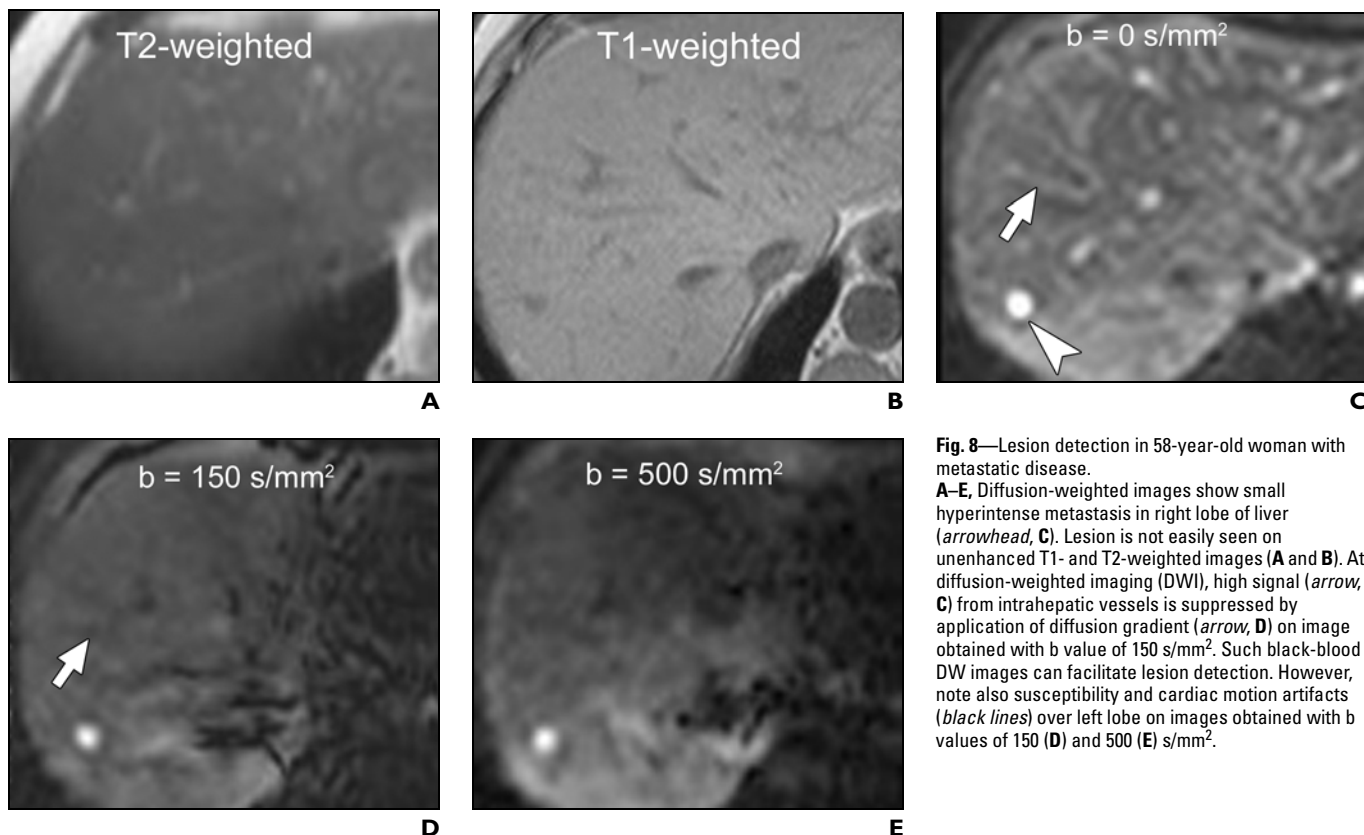 T2-weighted
A
T1-weighted
B
b = 0 s/mm²
C
b = 150 s/mm²
D
b = 500 s/mm²
E
Fig. 8—Lesion detection in 58-year-old woman with
metastatic disease.
A–E, Diffusion-weighted images show small
hyperintense metastasis in right lobe of liver
(arrowhead, C). Lesion is not easily seen on
unenhanced T1- and T2-weighted images (A and B). At
diffusion-weighted imaging (DWI), high signal (arrow,
C) from intrahepatic vessels is suppressed by
application of diffusion gradient (arrow, D) on image
obtained with b value of 150 s/mm². Such black-blood
DW images can facilitate lesion detection. However,
note also susceptibility and cardiac motion artifacts
(black lines) over left lobe on images obtained with b
values of 150 (D) and 500 (E) s/mm².